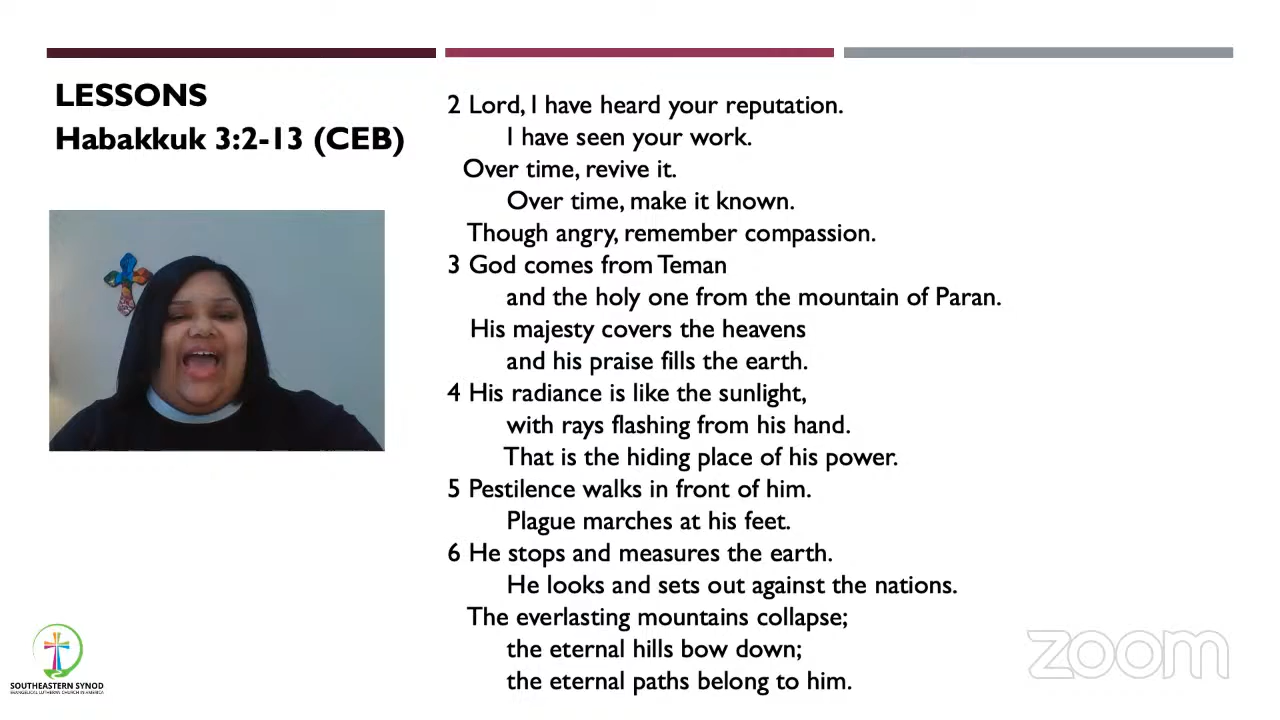 LESSONS
Habakkuk 3:2-13 (CEB)
2 Lord, I have heard your reputation.
I have seen your work.
Over time, revive it.
Over time, make it known.
Though angry, remember compassion.
3 God comes from Teman
and the holy one from the mountain of Paran.
His majesty covers the heavens
and his praise fills the earth.
4 His radiance is like the sunlight,
with rays flashing from his hand.
That is the hiding place of his power.
5 Pestilence walks in front of him.
Plague marches at his feet.
6 He stops and measures the earth.
He looks and sets out against the nations.
The everlasting mountains collapse;
the eternal hills bow down;
the eternal paths belong to him.
SOUTHEASTERN SYNOD
EVANGELICAL LUTHERAN CHURCH IN AMERICA
zoom